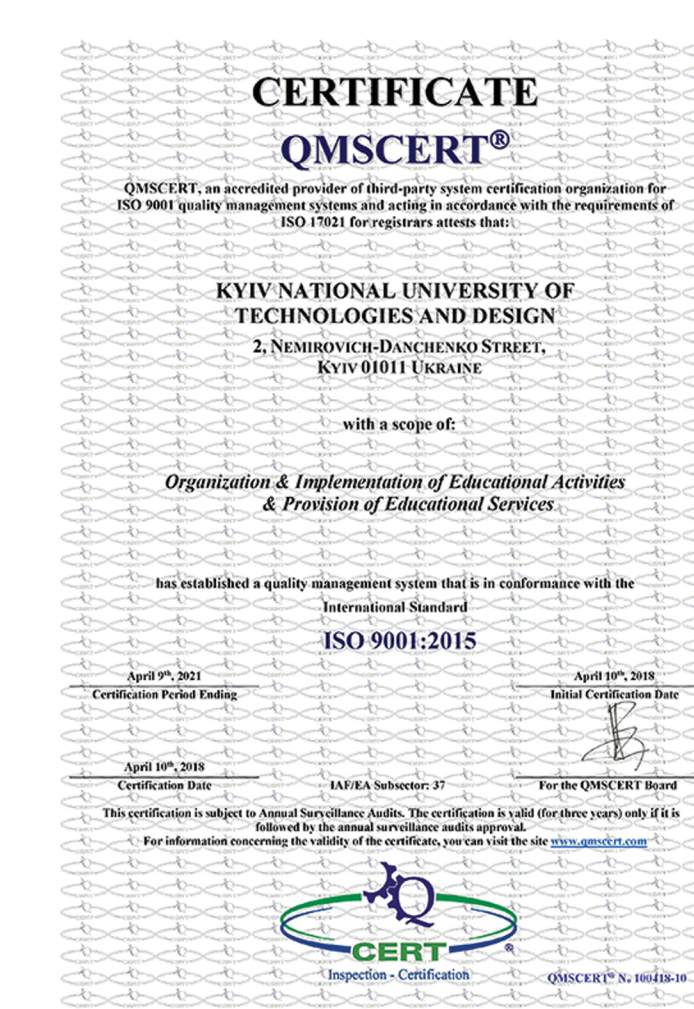 CERTIFICATE
QMSCERT®
QMSCERT, an accredited provider of third-party system certification organization for
ISO 9001 quality management systems and acting in accordance with the requirements of
ISO 17021 for registrars attests that:
KYIV NATIONAL UNIVERSITY OF
TECHNOLOGIES AND DESIGN
2, NEMIROVICH-DANCHENKO STREET,
KYIV 01011 UKRAINE
with a scope of:
Organization & Implementation of Educational Activities
& Provision of Educational Services
has established a quality management system that is in conformance with the
International Standard
ISO 9001:2015
April 9th, 2021
Certification Period Ending
April 10th, 2018
Initial Certification Date
April 10th, 2018
Certification Date
IAF/EA Subsector: 37
For the QMSCERT Board
This certification is subject to Annual Surveillance Audits. The certification is valid (for three years) only if it is
followed by the annual surveillance audits approval.
For information concerning the validity of the certificate, you can visit the site www.qmscert.com
Q
CERT ®
Inspection - Certification
QMSCERT® N. 100418-10